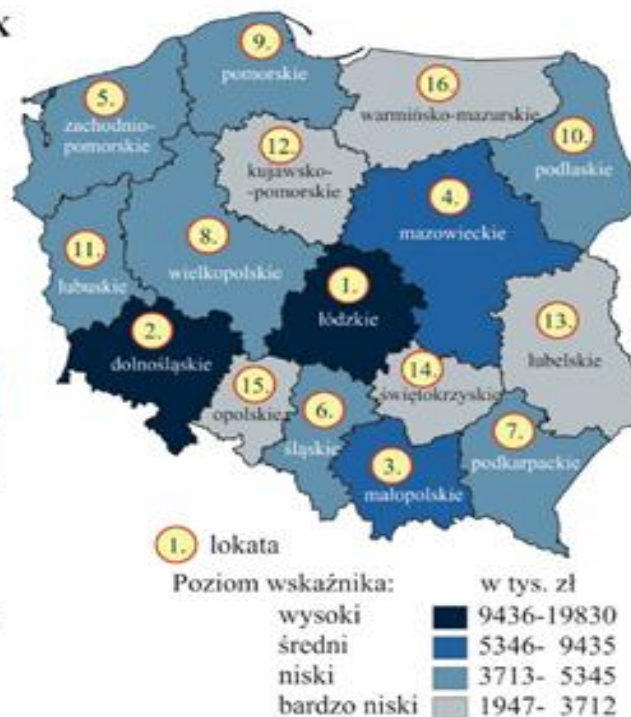 x
9.
pomorskie
5.
zachodnio-
pomorskie
16.
warmińsko-mazurskie
12.
kujawsko-
-pomorskie
10.
podlaskie
4.
mazowieckie
11.
lubuskie
8.
wielkopolskie
1.
łódzkie
2.
dolnośląskie
13.
lubelskie
15.
opolskie
14.
świętokrzyskie
6.
śląskie
7.
podkarpackie
3.
małopolskie
1. lokata
Poziom wskaźnika: w tys. zł
wysoki 9436-19830
średni 5346- 9435
niski 3713- 5345
bardzo niski 1947- 3712